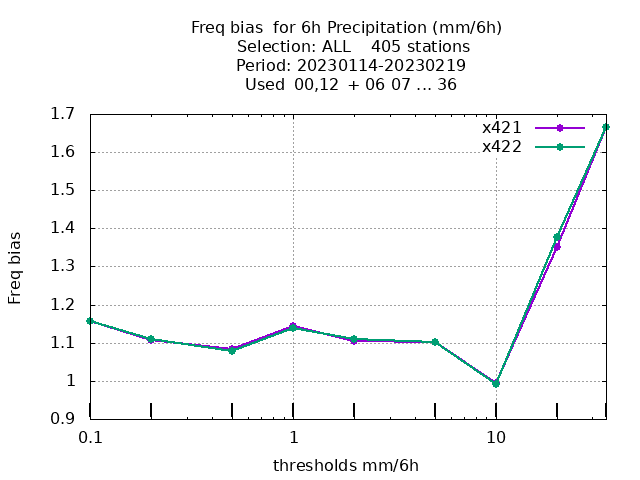 Freq bias  for 6h Precipitation (mm/6h)
Selection: ALL    405 stations
Period: 20230114-20230219
Used  00,12  + 06 07 ... 36
1.7
1.6
1.5
1.4
1.3
1.2
1.1
1
0.9
Freq bias
x421
x422
0.1 1 10
thresholds mm/6h